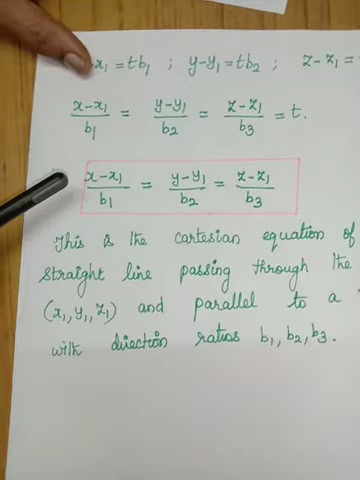 x₁ = tb₁ ; y-y₁ = tb₂ ; z-z₁ =
(x-x₁)/b₁ = (y-y₁)/b₂ = (z-z₁)/b₃ = t.
(x-x₁)/b₁ = (y-y₁)/b₂ = (z-z₁)/b₃
This is the cartesian equation of
straight line passing through the
(x₁, y₁, z₁) and parallel to a
with direction ratios b₁, b₂, b₃.